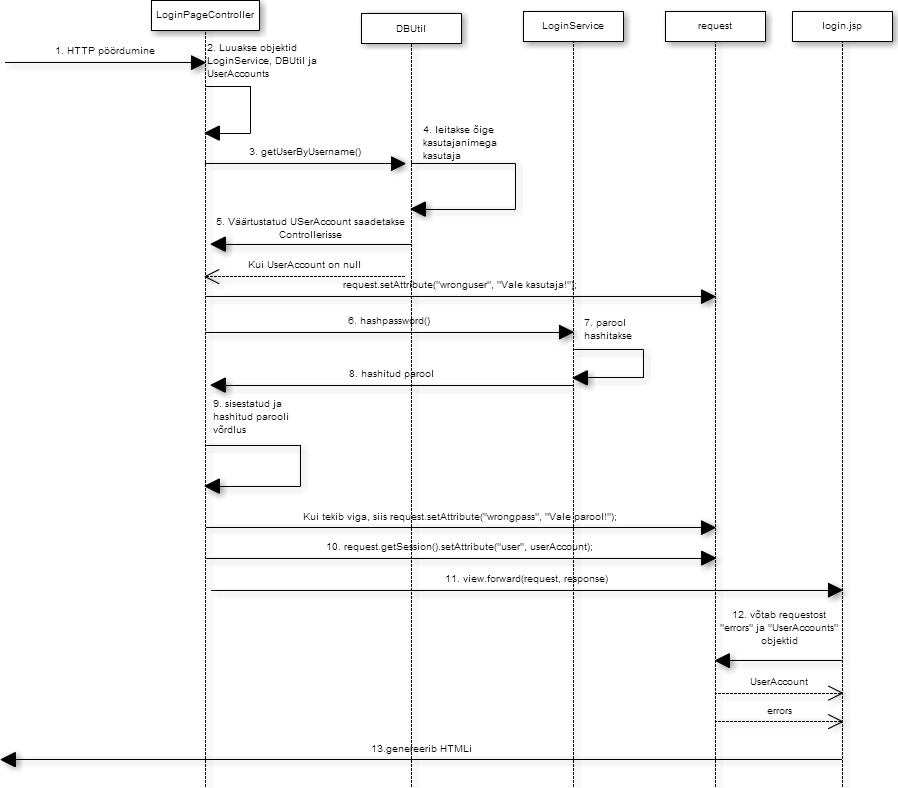 LoginPageController
DBUtil
LoginService
request
login.jsp
1. HTTP pöördumine
2. Luuakse objektid
LoginService, DBUtil ja
UserAccounts
3. getUserByUsername()
4. leitakse õige
kasutajanimega
kasutaja
5. Väärtustatud USerAccount saadetakse
Controllerisse
Kui UserAccount on null
request.setAttribute("wronguser", "Vale kasutaja!");
6. hashpassword()
7. parool
hashitakse
8. hashitud parool
9. sisestatud ja
hashitud parooli
võrdlus
Kui tekib viga, siis request.setAttribute("wrongpass", "Vale parool!");
10. request.getSession().setAttribute("user", userAccount);
11. view.forward(request, response)
12. võtab requestost
"errors" ja "UserAccounts"
objektid
UserAccount
errors
13.genereerib HTMLi